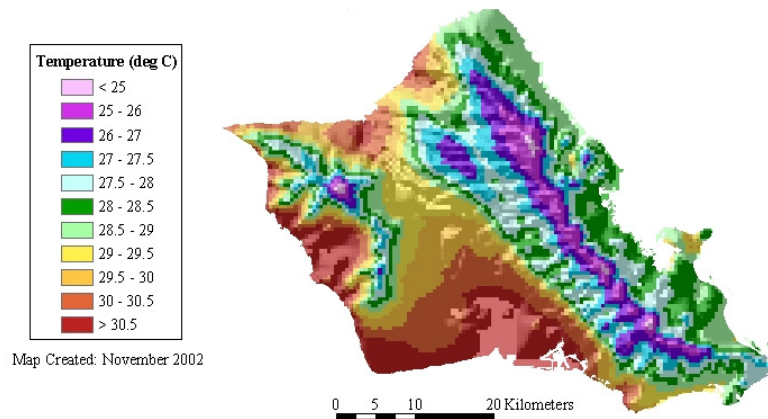 Temperature (deg C)
< 25
25 - 26
26 - 27
27 - 27.5
27.5 - 28
28 - 28.5
28.5 - 29
29 - 29.5
29.5 - 30
30 - 30.5
> 30.5
Map Created: November 2002
0 5 10 20 Kilometers